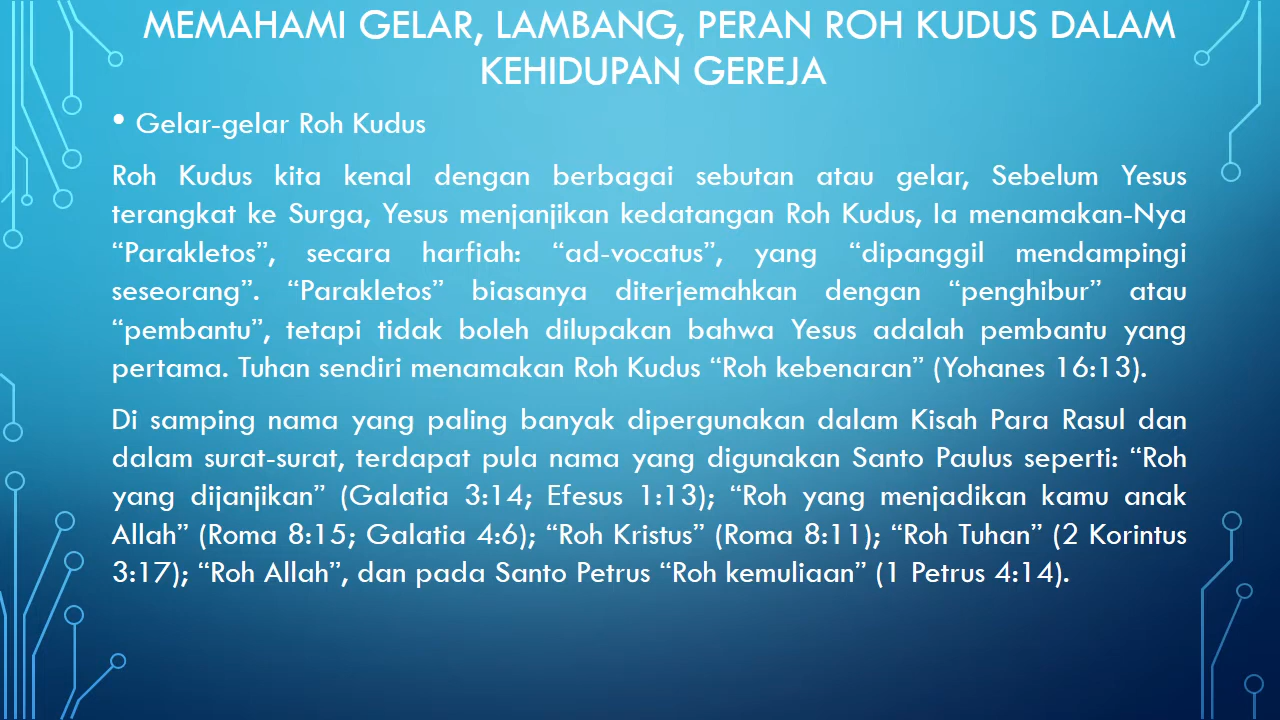 MEMAHAMI GELAR, LAMBANG, PERAN ROH KUDUS DALAM
KEHIDUPAN GEREJA
• Gelar-gelar Roh Kudus
Roh Kudus kita kenal dengan berbagai sebutan atau gelar, Sebelum Yesus
terangkat ke Surga, Yesus menjanjikan kedatangan Roh Kudus, Ia menamakan-Nya
“Parakletos”, secara harfiah: “ad-vocatus”, yang “dipanggil mendampingi
seseorang”. “Parakletos” biasanya diterjemahkan dengan “penghibur” atau
“pembantu”, tetapi tidak boleh dilupakan bahwa Yesus adalah pembantu yang
pertama. Tuhan sendiri menamakan Roh Kudus “Roh kebenaran” (Yohanes 16:13).
Di samping nama yang paling banyak dipergunakan dalam Kisah Para Rasul dan
dalam surat-surat, terdapat pula nama yang digunakan Santo Paulus seperti: “Roh
yang dijanjikan” (Galatia 3:14; Efesus 1:13); “Roh yang menjadikan kamu anak
Allah” (Roma 8:15; Galatia 4:6); “Roh Kristus” (Roma 8:11); “Roh Tuhan” (2 Korintus
3:17); “Roh Allah”, dan pada Santo Petrus “Roh kemuliaan” (1 Petrus 4:14).